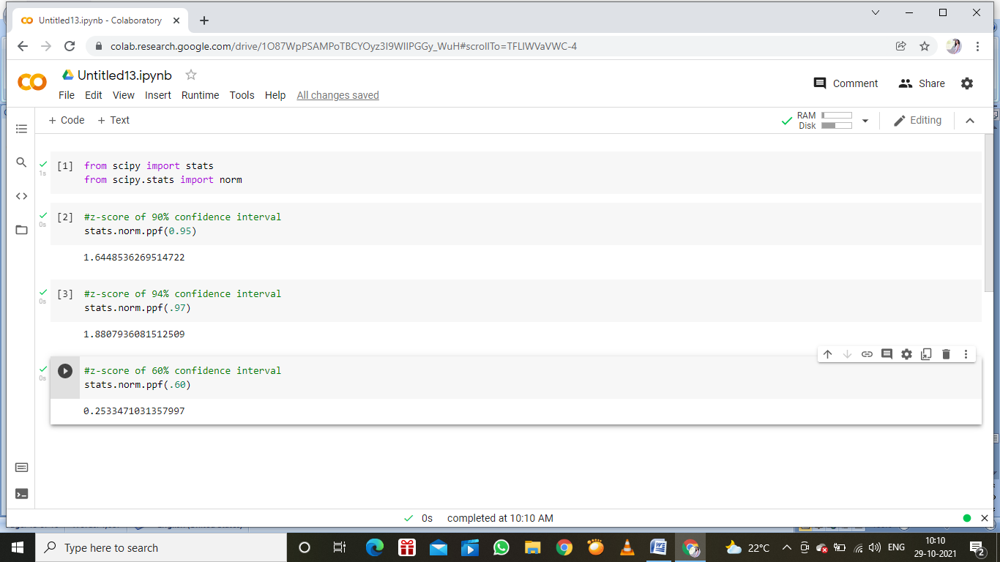 Untitled13.ipynb - Colaboratory
colab.research.google.com/drive/1O87WpPSAMPoTBCYOyz3I9WIIPGGy_WuH#scrollTo=TFLIWVaVWC-4
Untitled13.ipynb
File Edit View Insert Runtime Tools Help All changes saved
Comment Share
+ Code + Text
RAM
Disk
Editing
[1] from scipy import stats
1s
from scipy.stats import norm
[2] #z-score of 90% confidence interval
0s
stats.norm.ppf(0.95)
1.6448536269514722
[3] #z-score of 94% confidence interval
0s
stats.norm.ppf(.97)
1.8807936081512509
#z-score of 60% confidence interval
0s
stats.norm.ppf(.60)
0.2533471031357997
0s completed at 10:10 AM
Type here to search
22°C
ENG
10:10
29-10-2021
2